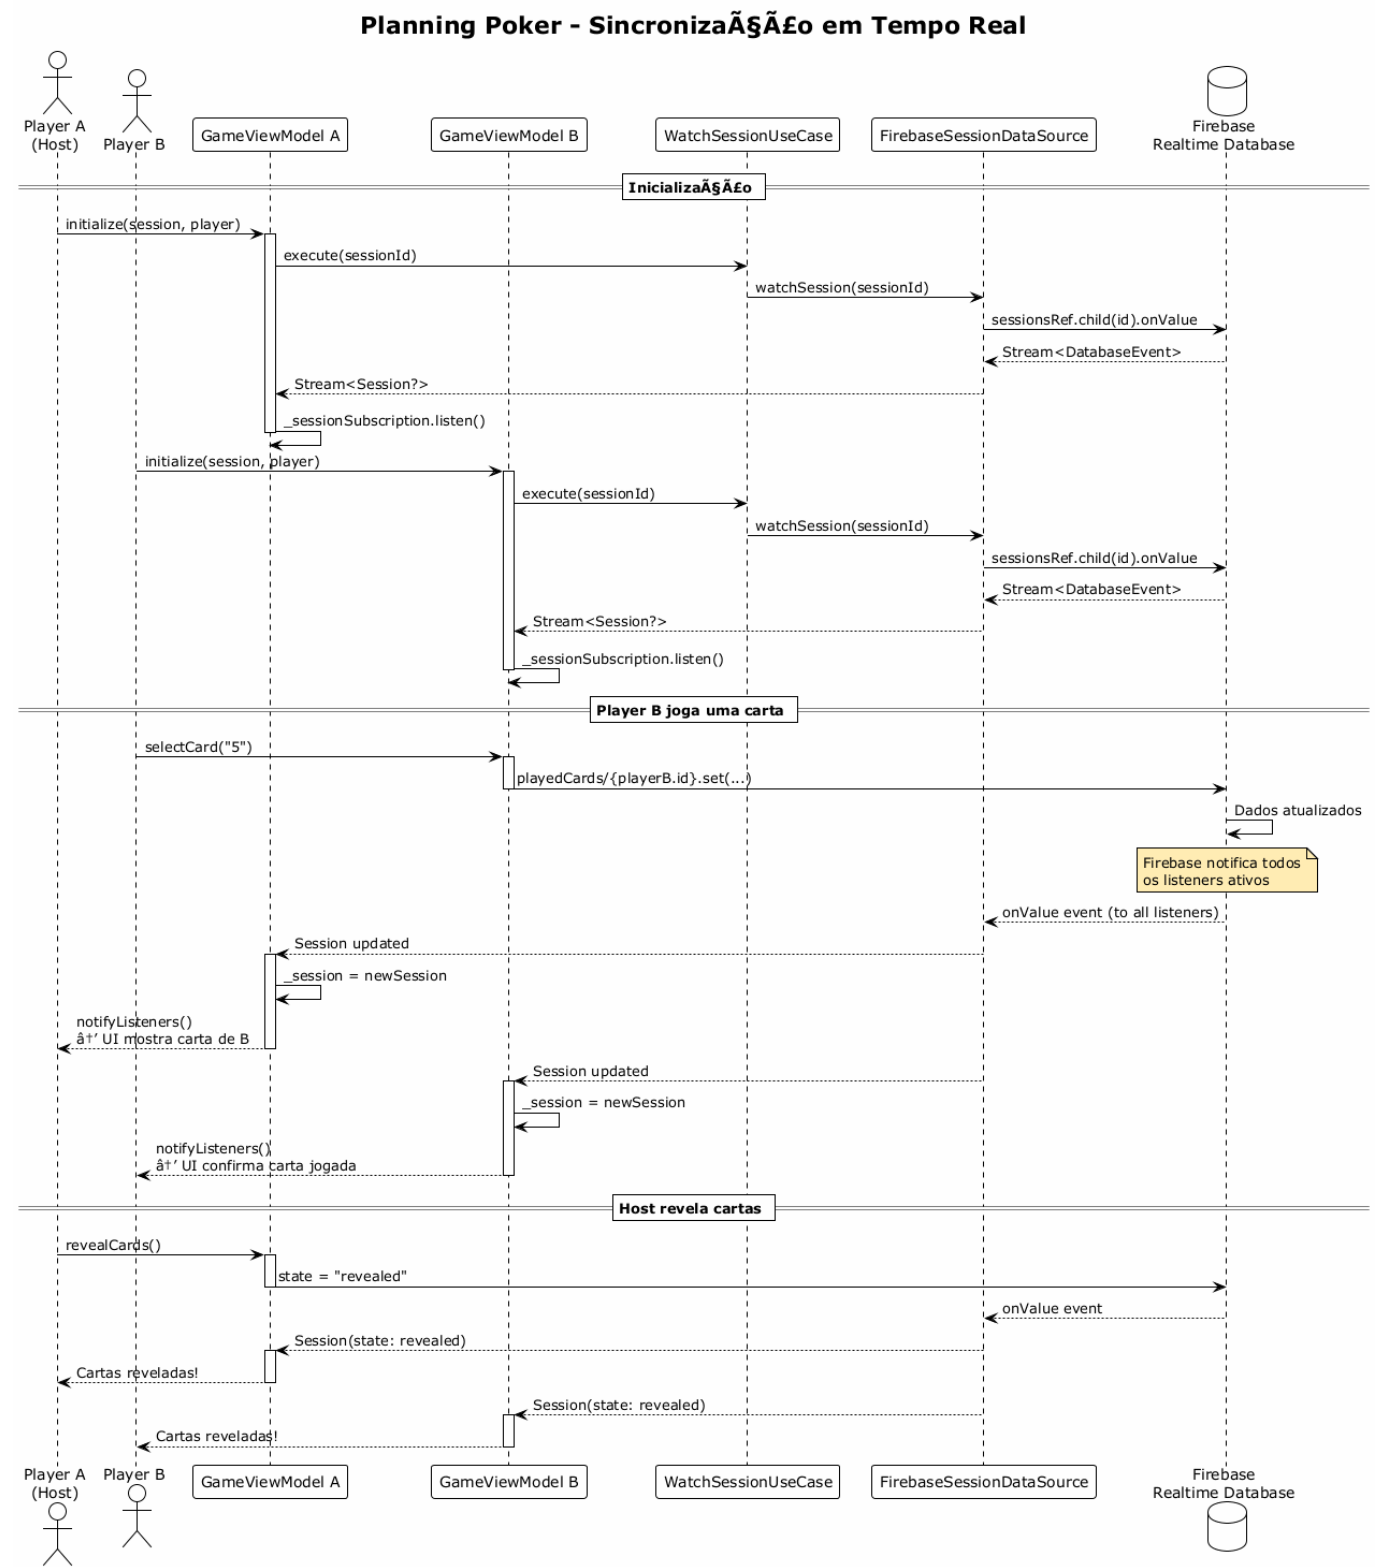 Planning Poker – SincronizaÃ§Ã£o em Tempo Real
Player A
(Host)
Player B
GameViewModel A
GameViewModel B
WatchSessionUseCase
FirebaseSessionDataSource
Firebase
Realtime Database
InicializaÃ§Ã£o
initialize(session, player)
execute(sessionId)
watchSession(sessionId)
sessionsRef.child(id).onValue
Stream<DatabaseEvent>
Stream<Session?>
_sessionSubscription.listen()
initialize(session, player)
execute(sessionId)
watchSession(sessionId)
sessionsRef.child(id).onValue
Stream<DatabaseEvent>
Stream<Session?>
_sessionSubscription.listen()
Player B joga uma carta
selectCard("5")
playedCards/{playerB.id}.set(...)
Dados atualizados
Firebase notifica todos
os listeners ativos
onValue event (to all listeners)
Session updated
_session = newSession
notifyListeners()
â†’ UI mostra carta de B
Session updated
_session = newSession
notifyListeners()
â†’ UI confirma carta jogada
Host revela cartas
revealCards()
state = "revealed"
onValue event
Session(state: revealed)
Cartas reveladas!
Session(state: revealed)
Cartas reveladas!
Player A
(Host)
Player B
GameViewModel A
GameViewModel B
WatchSessionUseCase
FirebaseSessionDataSource
Firebase
Realtime Database